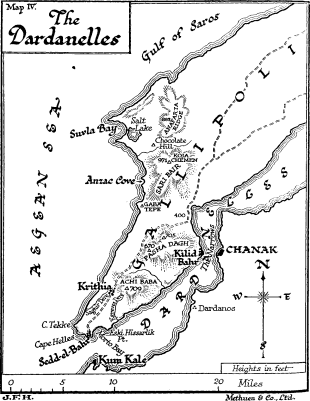 Map IV.
The
Dardanelles
Gulf of Saros
Salt
Lake
Suvla Bay
Chocolate
Hill
KOJA
971 CHEMEN
SARI BAIR
Anzac Cove
GABA
TEPE
400
GALLIPOLI
AEGEAN SEA
PASHA DAGH
Kilid
Bahr
The Narrows
CHANAK
Krithia
ACHI BABA
709
DARDANELLES
Dardanos
C. Tekke
Cape Helles
Eski Hissarlik
Pt.
Sedd-el-Bahr
Morto Bay
Kum Kale
N
W
E
S
Heights in feet
0 5 10 20 Miles
J.F.H.
Methuen & Co., Ltd.